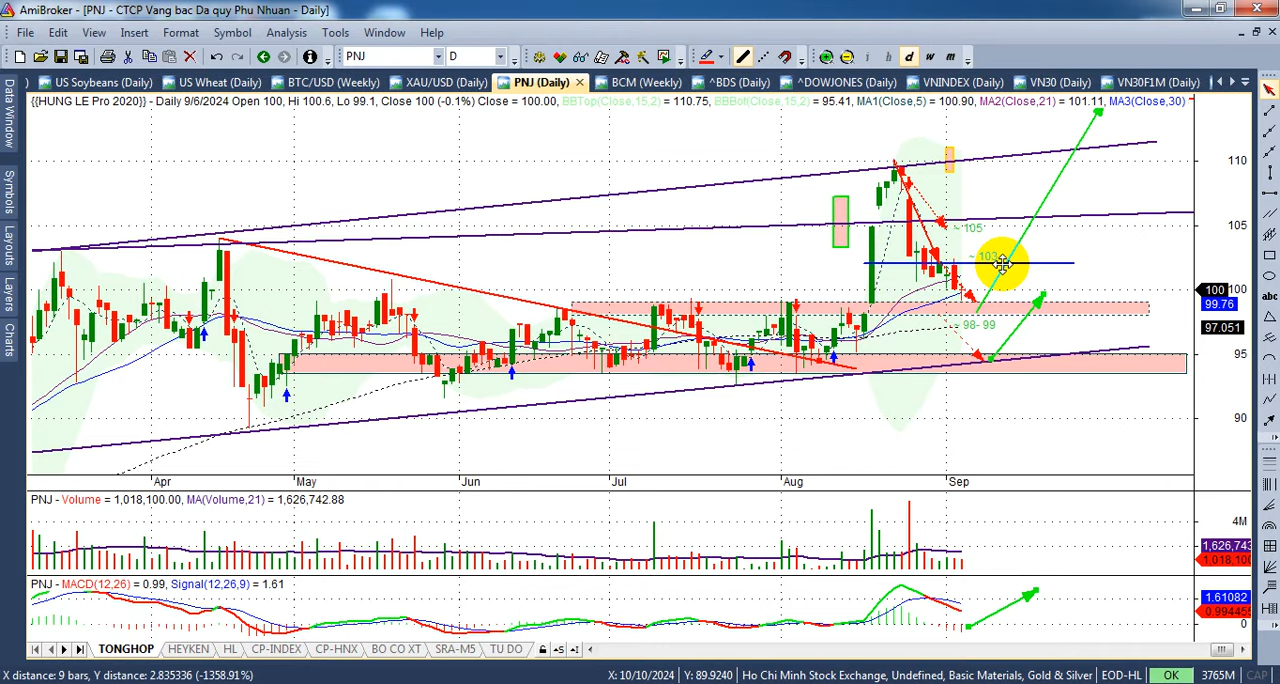 AmiBroker - [PNJ - CTCP Vang bac Da quy Phu Nhuan - Daily]
File Edit View Insert Format Symbol Analysis Tools Window Help
PNJ D i h d w m
) US Soybeans (Daily) US Wheat (Daily) BTC/USD (Weekly) XAU/USD (Daily) PNJ (Daily) BCM (Weekly) ^BDS (Daily) ^DOWJONES (Daily) VNINDEX (Daily) VN30 (Daily) VN30F1M (Daily)
{{HUNG LE Pro 2020}} - Daily 9/6/2024 Open 100, Hi 100.6, Lo 99.1, Close 100 (-0.1%) Close = 100.00, BBTop(Close,15,2) = 110.75, BBBot(Close,15,2) = 95.41, MA1(Close,5) = 100.90, MA2(Close,21) = 101.11, MA3(Close,30)
Data Window
Symbols
Layouts
Layers
Charts
abc
110
105
~ 105
~ 102
100
100
99.76
~ 98- 99
97.051
95
90
Apr May Jun Jul Aug Sep
PNJ - Volume = 1,018,100.00, MA(Volume,21) = 1,626,742.88
4M
1,626,743
1,018,100
PNJ - MACD(12,26) = 0.99, Signal(12,26,9) = 1.61
1.61082
0.994455
0
TONGHOP HEYKEN HL CP-INDEX CP-HNX BO CO XT SRA-M5 TU DO
X distance: 9 bars, Y distance: 2.835336 (-1358.91%) X: 10/10/2024 Y: 89.9240 Ho Chi Minh Stock Exchange, Undefined, Basic Materials, Gold & Silver EOD-HL OK 3765M CAP